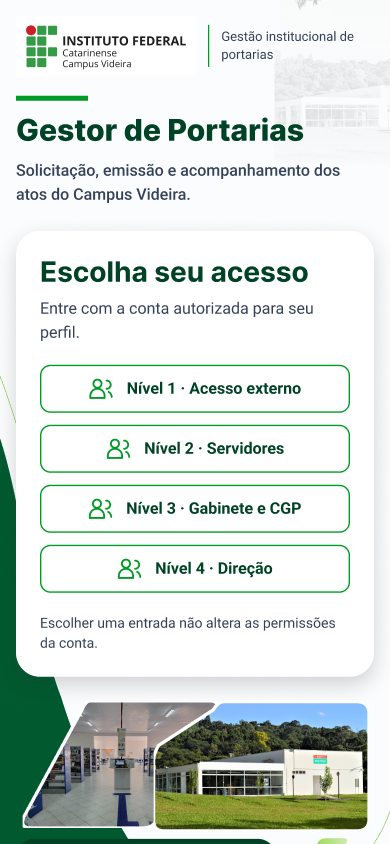 INSTITUTO FEDERAL
Catarinense
Campus Videira
Gestão institucional de
portarias
Gestor de Portarias
Solicitação, emissão e acompanhamento dos
atos do Campus Videira.
Escolha seu acesso
Entre com a conta autorizada para seu
perfil.
Nível 1 · Acesso externo
Nível 2 · Servidores
Nível 3 · Gabinete e CGP
Nível 4 · Direção
Escolher uma entrada não altera as permissões
da conta.